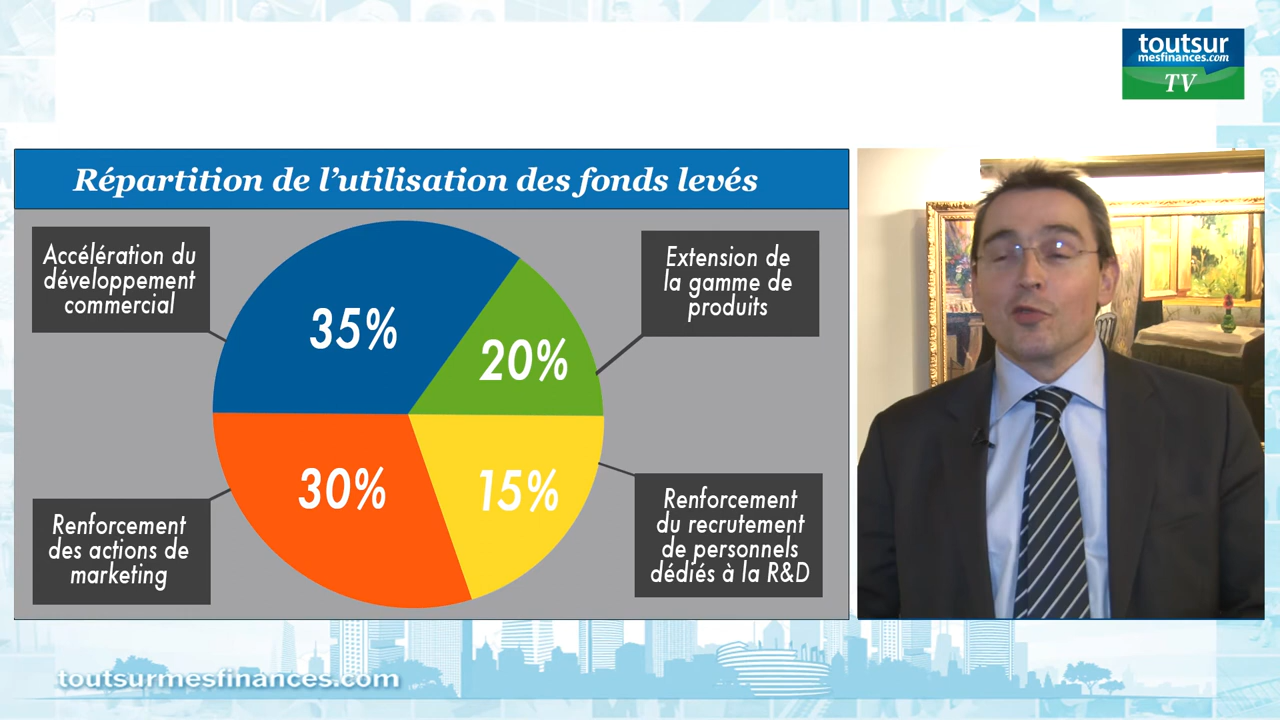 toutsur
mesfinances.com
TV
Répartition de l’utilisation des fonds levés
Accélération du
développement
commercial
35%
20%
Extension de
la gamme de
produits
30%
15%
Renforcement
des actions de
marketing
Renforcement
du recrutement
de personnels
dédiés à la R&D
toutsurmesfinances.com